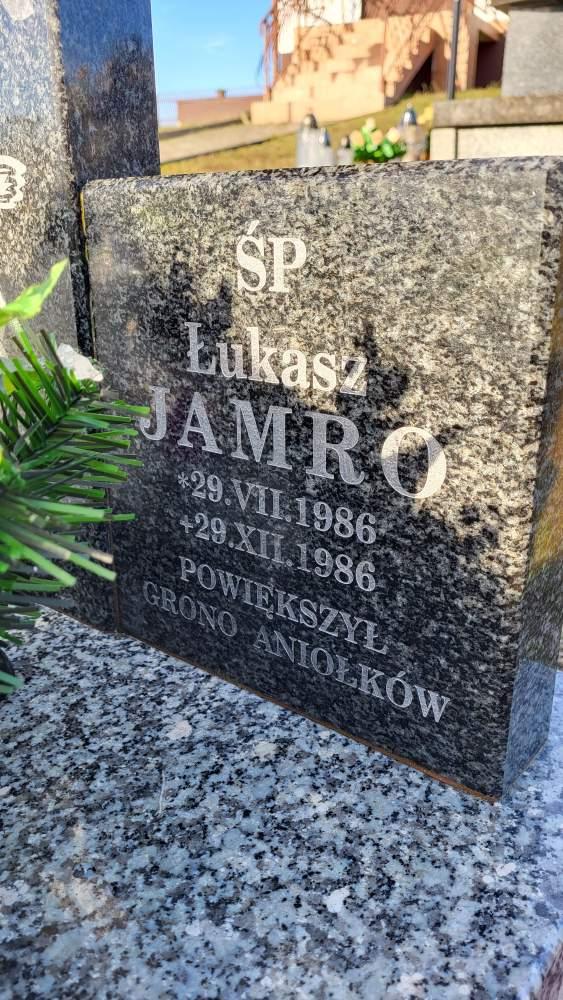 ŚP
Łukasz
JAMRO
*29.VII.1986
+29.XII.1986
POWIĘKSZYŁ
GRONO ANIOŁKÓW